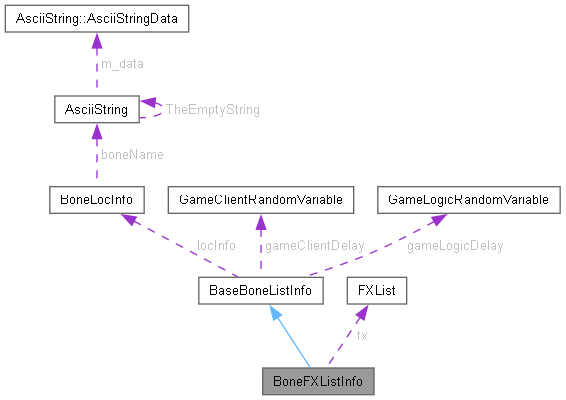 AsciiString::AsciiStringData
m_data
AsciiString
TheEmptyString
boneName
BoneLocInfo
GameClientRandomVariable
GameLogicRandomVariable
locInfo
gameClientDelay
gameLogicDelay
BaseBoneListInfo
FXList
fx
BoneFXListInfo